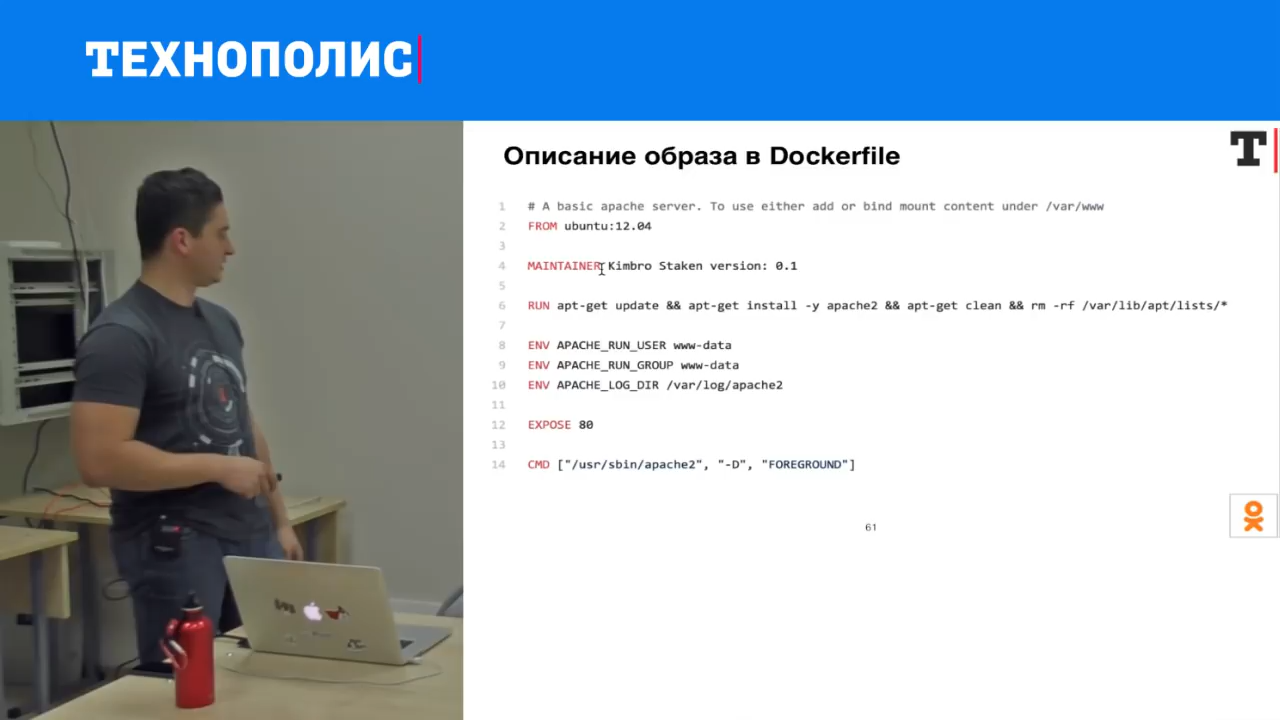 ТЕХНОПОЛИС
Описание образа в Dockerfile
T
1 # A basic apache server. To use either add or bind mount content under /var/www
2 FROM ubuntu:12.04
3
4 MAINTAINER Kimbro Staken version: 0.1
5
6 RUN apt-get update && apt-get install -y apache2 && apt-get clean && rm -rf /var/lib/apt/lists/*
7
8 ENV APACHE_RUN_USER www-data
9 ENV APACHE_RUN_GROUP www-data
10 ENV APACHE_LOG_DIR /var/log/apache2
11
12 EXPOSE 80
13
14 CMD ["/usr/sbin/apache2", "-D", "FOREGROUND"]
61